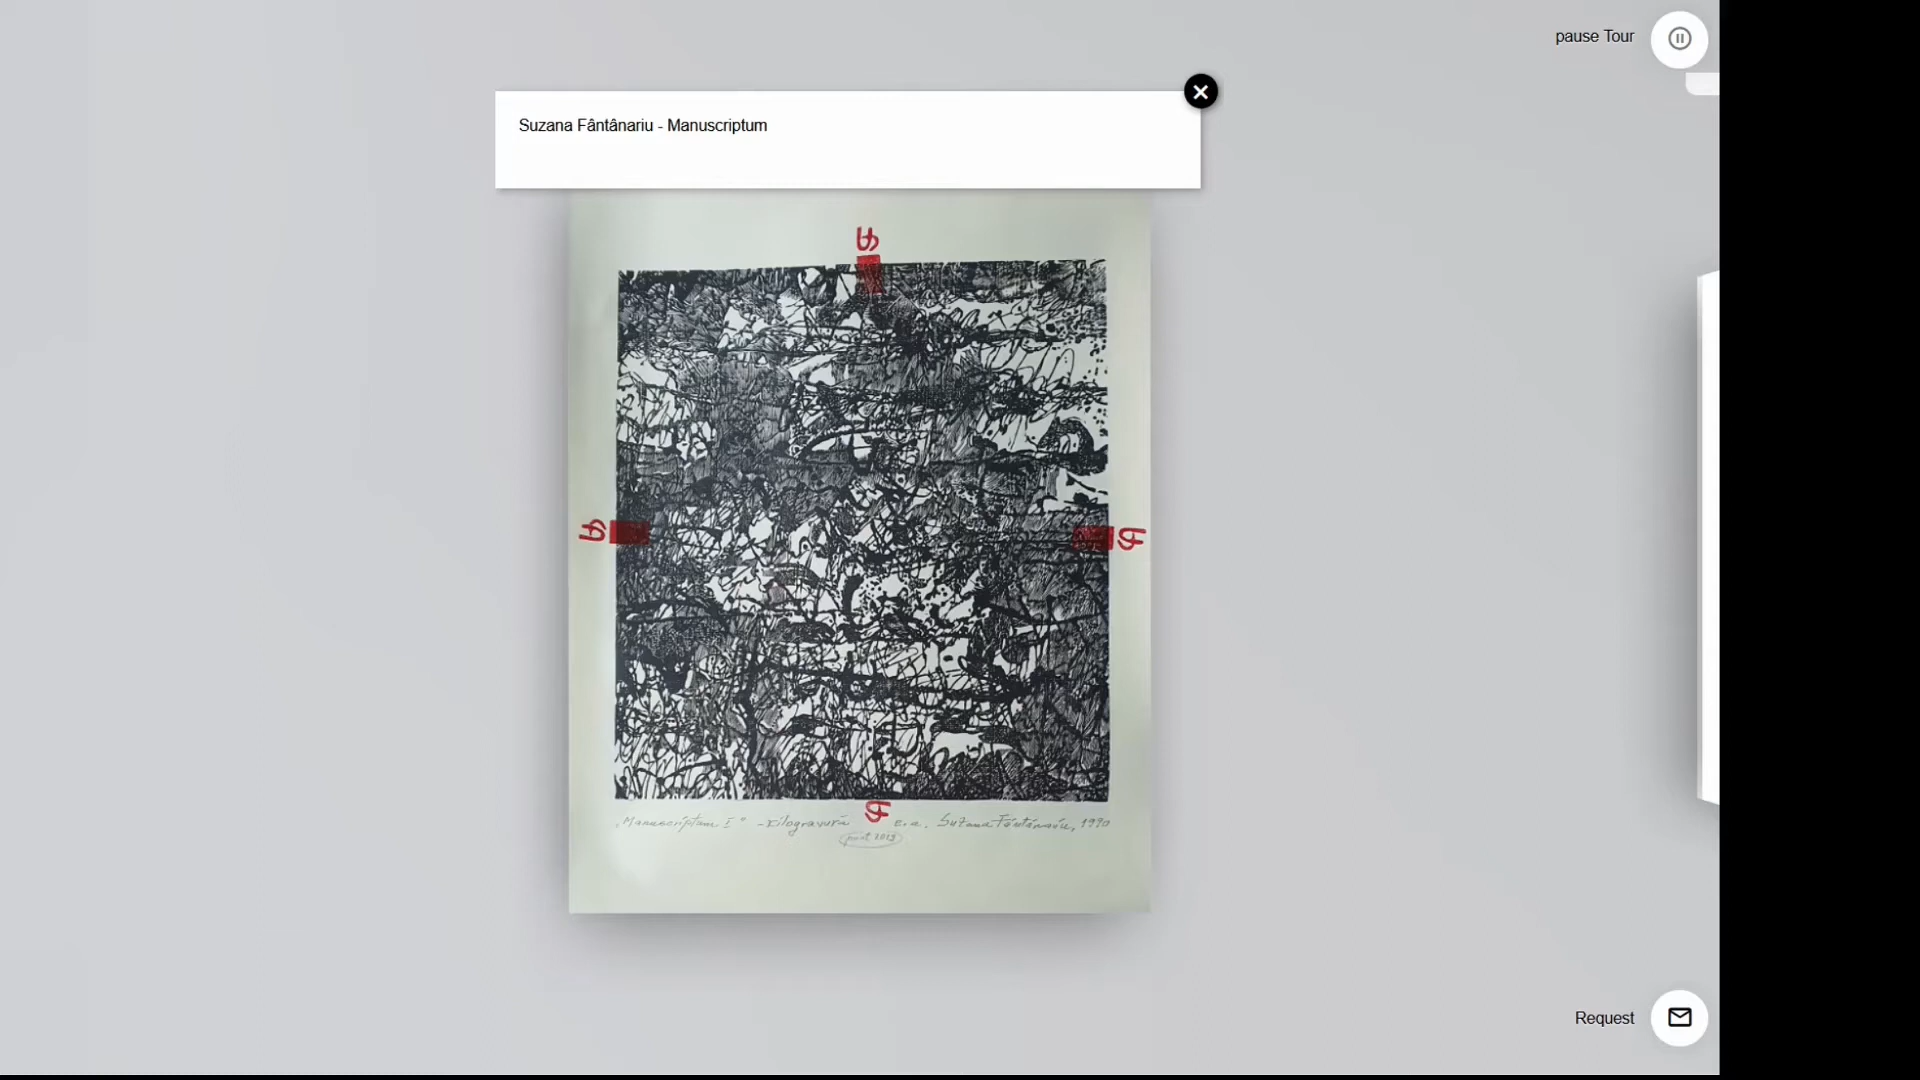 pause Tour
Suzana Fântânariu - Manuscriptum
„Manuscriptum I" - xilogravură e.a. Suzana Fântânariu, 1990
Request